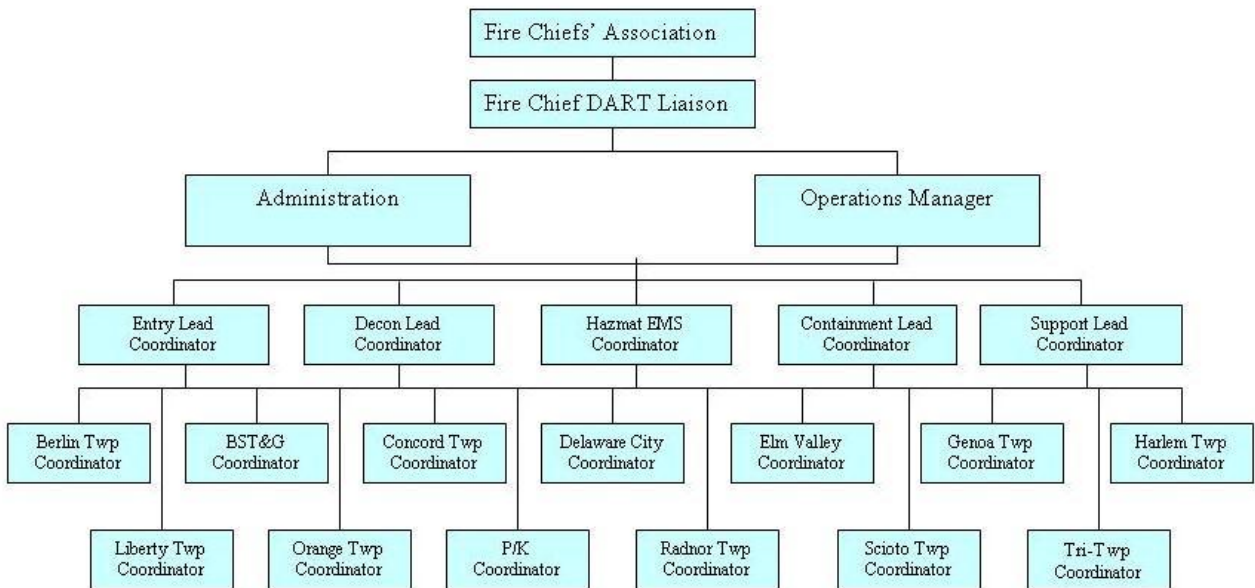 Fire Chiefs' Association
Fire Chief DART Liaison
Administration
Operations Manager
Entry Lead
Coordinator
Decon Lead
Coordinator
Hazmat EMS
Coordinator
Containment Lead
Coordinator
Support Lead
Coordinator
Berlin Twp
Coordinator
BST&G
Coordinator
Concord Twp
Coordinator
Delaware City
Coordinator
Elm Valley
Coordinator
Genoa Twp
Coordinator
Harlem Twp
Coordinator
Liberty Twp
Coordinator
Orange Twp
Coordinator
P/K
Coordinator
Radnor Twp
Coordinator
Scioto Twp
Coordinator
Tri-Twp
Coordinator